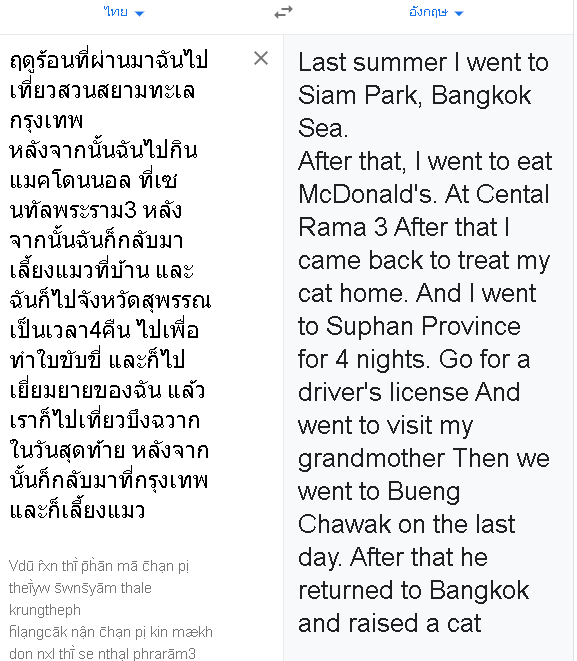 ไทย
อังกฤษ
ฤดูร้อนที่ผ่านมาฉันไป
เที่ยวสวนสยามทะเล
กรุงเทพ
หลังจากนั้นฉันไปกิน
แมคโดนนอล ที่เซ
นทัลพระราม3 หลัง
จากนั้นฉันก็กลับมา
เลี้ยงแมวที่บ้าน และ
ฉันก็ไปจังหวัดสุพรรณ
เป็นเวลา4คืน ไปเพื่อ
ทำใบขับขี่ และก็ไป
เยี่ยมยายของฉัน แล้ว
เราก็ไปเที่ยวบึงฉวาก
ในวันสุดท้าย หลังจาก
นั้นก็กลับมาที่กรุงเทพ
และก็เลี้ยงแมว
Vdū r̂xn thī̀ p̄h̀ān mā c̄hạn pị
theī̀yw s̄wns̄yām thale
krungtheph
h̄lạngcāk nận c̄hạn pị kin mækh
don nxl thī̀ se nthạl phrarām3
Last summer I went to
Siam Park, Bangkok
Sea.
After that, I went to eat
McDonald's. At Cental
Rama 3 After that I
came back to treat my
cat home. And I went
to Suphan Province
for 4 nights. Go for a
driver's license And
went to visit my
grandmother Then we
went to Bueng
Chawak on the last
day. After that he
returned to Bangkok
and raised a cat